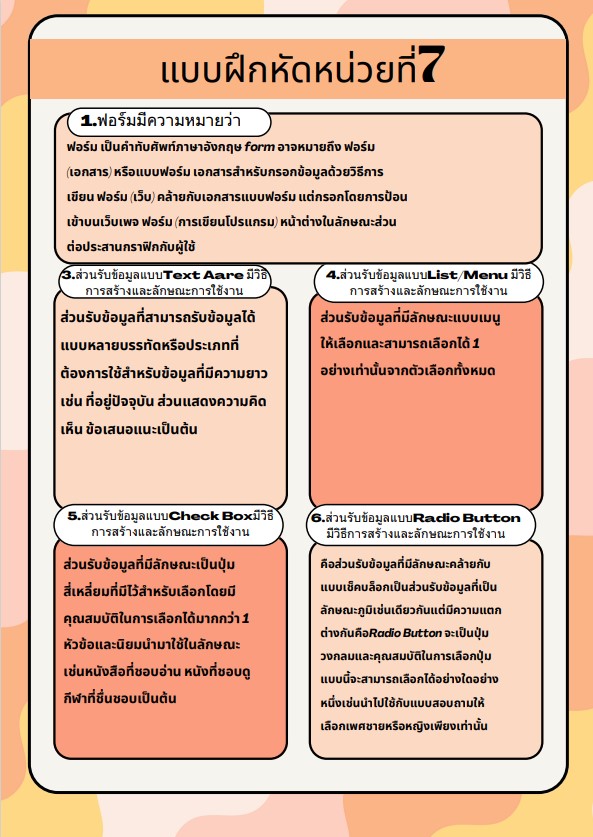 แบบฝึกหัดหน่วยที่7
1.ฟอร์มมีความหมายว่า
ฟอร์ม เป็นคำทับศัพท์ภาษาอังกฤษ form อาจหมายถึง ฟอร์ม
(เอกสาร) หรือแบบฟอร์ม เอกสารสำหรับกรอกข้อมูลด้วยวิธีการ
เขียน ฟอร์ม (เว็บ) คล้ายกับเอกสารแบบฟอร์ม แต่กรอกโดยการป้อน
เข้าบนเว็บเพจ ฟอร์ม (การเขียนโปรแกรม) หน้าต่างในลักษณะส่วน
ต่อประสานกราฟิกกับผู้ใช้
3.ส่วนรับข้อมูลแบบText Aare มีวิธี
การสร้างและลักษณะการใช้งาน
ส่วนรับข้อมูลที่สามารถรับข้อมูลได้
แบบหลายบรรทัดหรือประเภทที่
ต้องการใช้สำหรับข้อมูลที่มีความยาว
เช่น ที่อยู่ปัจจุบัน ส่วนแสดงความคิด
เห็น ข้อเสนอแนะเป็นต้น
4.ส่วนรับข้อมูลแบบList/Menu มีวิธี
การสร้างและลักษณะการใช้งาน
ส่วนรับข้อมูลที่มีลักษณะแบบเมนู
ให้เลือกและสามารถเลือกได้ 1
อย่างเท่านั้นจากตัวเลือกทั้งหมด
5.ส่วนรับข้อมูลแบบCheck Boxมีวิธี
การสร้างและลักษณะการใช้งาน
ส่วนรับข้อมูลที่มีลักษณะเป็นปุ่ม
สี่เหลี่ยมที่มีไว้สำหรับเลือกโดยมี
คุณสมบัติในการเลือกได้มากกว่า 1
หัวข้อและนิยมนำมาใช้ในลักษณะ
เช่นหนังสือที่ชอบอ่าน หนังที่ชอบดู
กีฬาที่ชื่นชอบเป็นต้น
6.ส่วนรับข้อมูลแบบRadio Button
มีวิธีการสร้างและลักษณะการใช้งาน
คือส่วนรับข้อมูลที่มีลักษณะคล้ายกับ
แบบเช็คบล็อกเป็นส่วนรับข้อมูลที่เป็น
ลักษณะภูมิเช่นเดียวกันแต่มีความแตก
ต่างกันคือRadio Button จะเป็นปุ่ม
วงกลมและคุณสมบัติในการเลือกปุ่ม
แบบนี้จะสามารถเลือกได้อย่างใดอย่าง
หนึ่งเช่นนำไปใช้กับแบบสอบถามให้
เลือกเพศชายหรือหญิงเพียงเท่านั้น